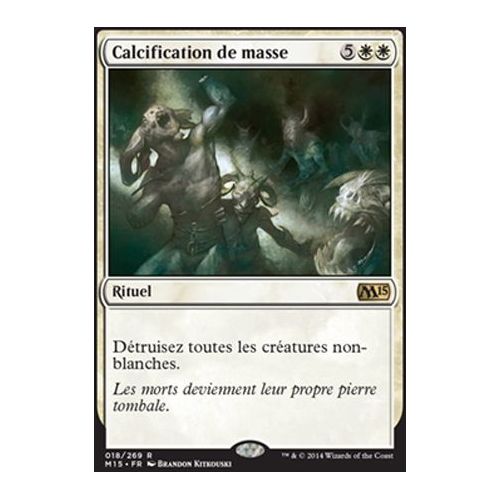 Calcification de masse 5
Rituel M15
Détruisez toutes les créatures non-
blanches.
Les morts deviennent leur propre pierre
tombale.
018/269 R
M15 • FR Brandon Kitkouski ™ & © 2014 Wizards of the Coast